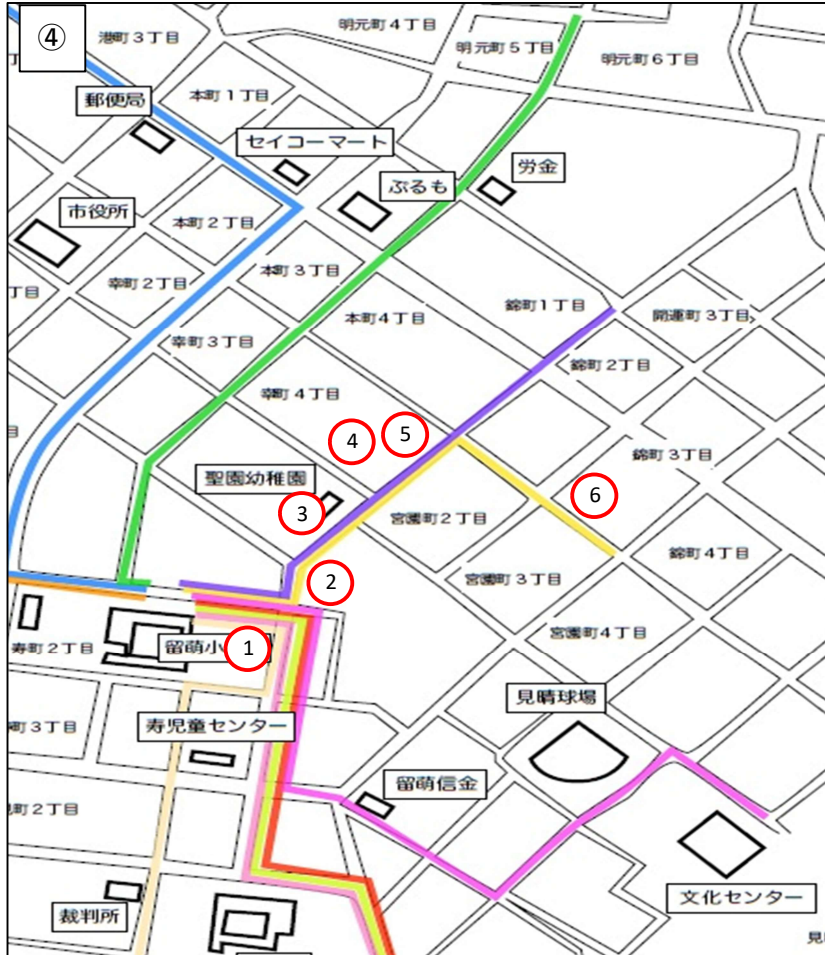 ④
港町３丁目
明元町４丁目
明元町５丁目
明元町６丁目
郵便局
本町１丁目
セイコーマート
労金
ぷるも
市役所
本町２丁目
本町３丁目
幸町２丁目
丁目
錦町１丁目
開運町３丁目
本町４丁目
幸町３丁目
錦町２丁目
幸町４丁目
4
5
錦町３丁目
聖園幼稚園
6
3
宮園町２丁目
錦町４丁目
宮園町３丁目
2
宮園町４丁目
寿町２丁目
留萌小
1
見晴球場
寿児童センター
町３丁目
留萌信金
町２丁目
文化センター
裁判所